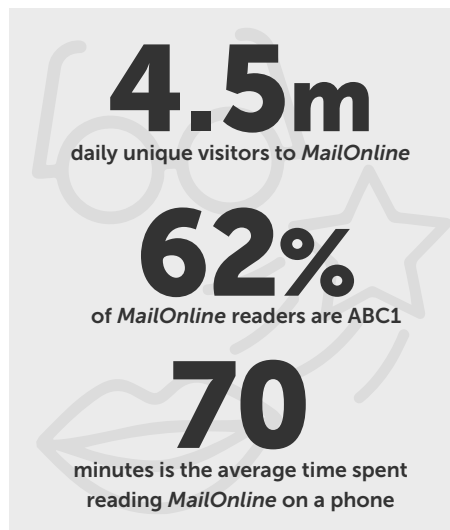 4.5m
daily unique visitors to MailOnline
62%
of MailOnline readers are ABC1
70
minutes is the average time spent
reading MailOnline on a phone